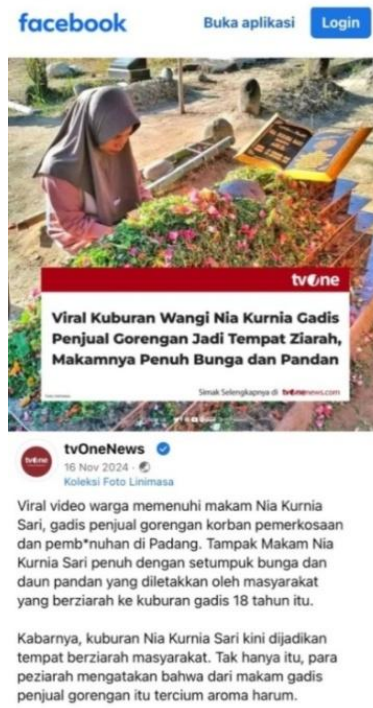 facebook
Buka aplikasi
Login
tvOne
Viral Kuburan Wangi Nia Kurnia Gadis
Penjual Gorengan Jadi Tempat Ziarah,
Makamnya Penuh Bunga dan Pandan
Simak Selengkapnya di tvOnenews.com
tvOneNews
16 Nov 2024 ·
Koleksi Foto Linimasa
Viral video warga memenuhi makam Nia Kurnia
Sari, gadis penjual gorengan korban pemerkosaan
dan pemb*nuhan di Padang. Tampak Makam Nia
Kurnia Sari penuh dengan setumpuk bunga dan
daun pandan yang diletakkan oleh masyarakat
yang berziarah ke kuburan gadis 18 tahun itu.
Kabarnya, kuburan Nia Kurnia Sari kini dijadikan
tempat berziarah masyarakat. Tak hanya itu, para
peziarah mengatakan bahwa dari makam gadis
penjual gorengan itu tercium aroma harum.